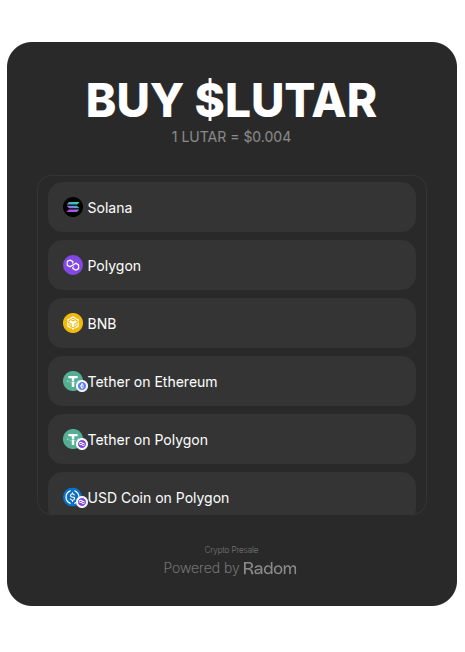 BUY $LUTAR
1 LUTAR = $0.004
Solana
Polygon
BNB
Tether on Ethereum
Tether on Polygon
USD Coin on Polygon
Crypto Presale
Powered by Radom